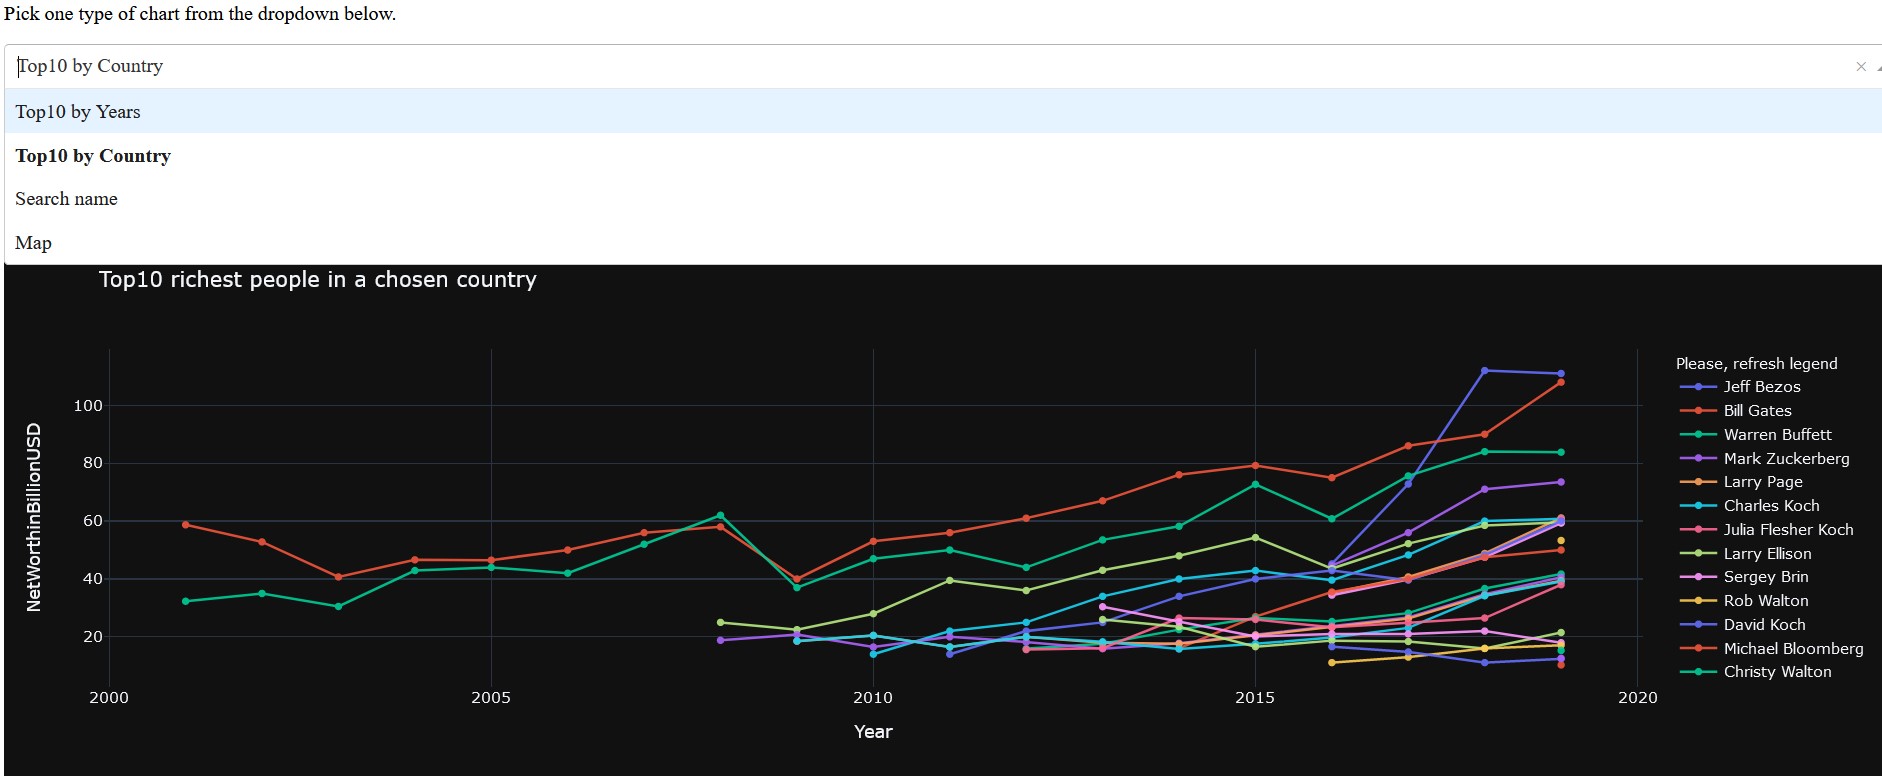 Pick one type of chart from the dropdown below.
Top10 by Country
×
Top10 by Years
Top10 by Country
Search name
Map
Top10 richest people in a chosen country
NetWorthinBillionUSD
100
80
60
40
20
2000 2005 2010 2015 2020
Year
Please, refresh legend
Jeff Bezos
Bill Gates
Warren Buffett
Mark Zuckerberg
Larry Page
Charles Koch
Julia Flesher Koch
Larry Ellison
Sergey Brin
Rob Walton
David Koch
Michael Bloomberg
Christy Walton